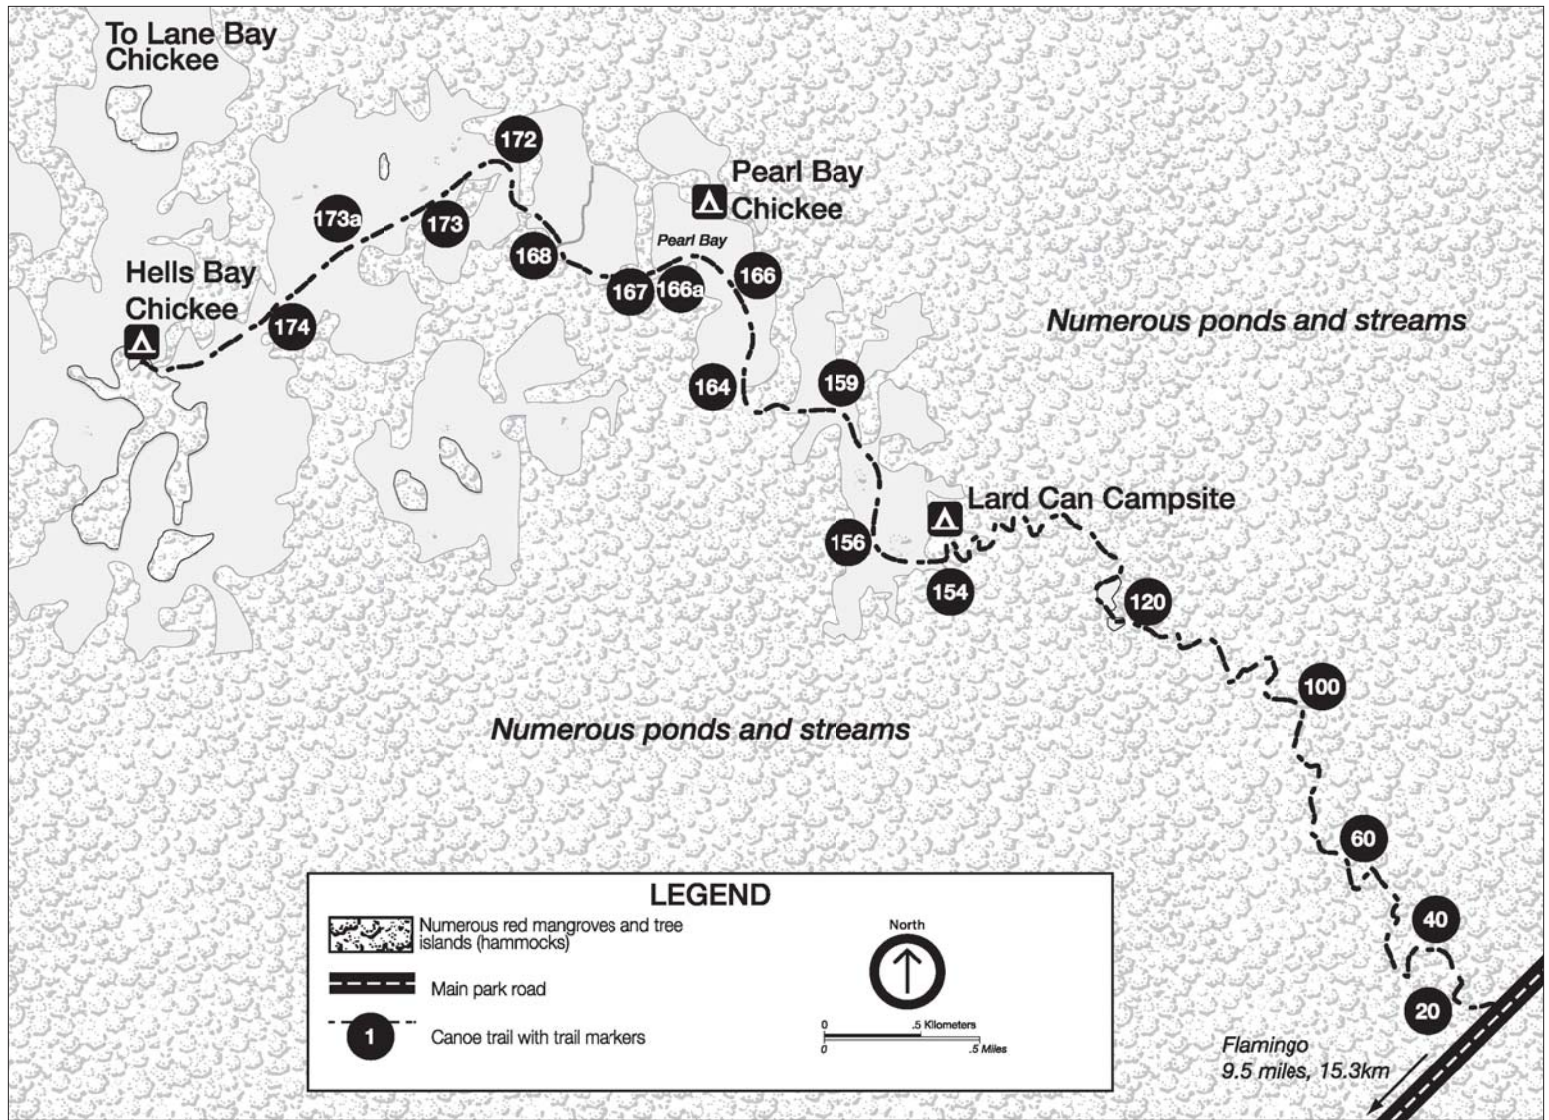 To Lane Bay
Chickee
172
Pearl Bay
Chickee
173a
173
168
Pearl Bay
166
167
166a
Hells Bay
Chickee
174
Numerous ponds and streams
164
159
Lard Can Campsite
156
154
120
100
Numerous ponds and streams
60
40
20
Flamingo
9.5 miles, 15.3km
LEGEND
Numerous red mangroves and tree
islands (hammocks)
Main park road
1
Canoe trail with trail markers
North
0 .5 Kilometers
0 .5 Miles